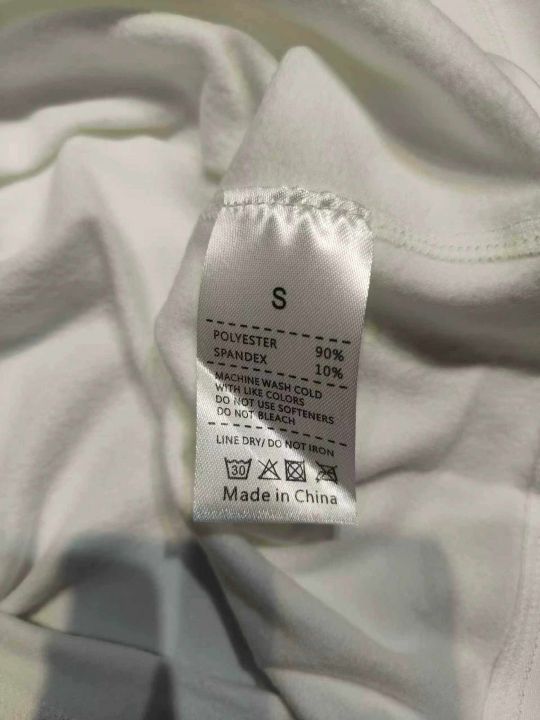 S
POLYESTER 90%
SPANDEX 10%
MACHINE WASH COLD
WITH LIKE COLORS
DO NOT USE SOFTENERS
DO NOT BLEACH
LINE DRY/ DO NOT IRON
30
Made in China